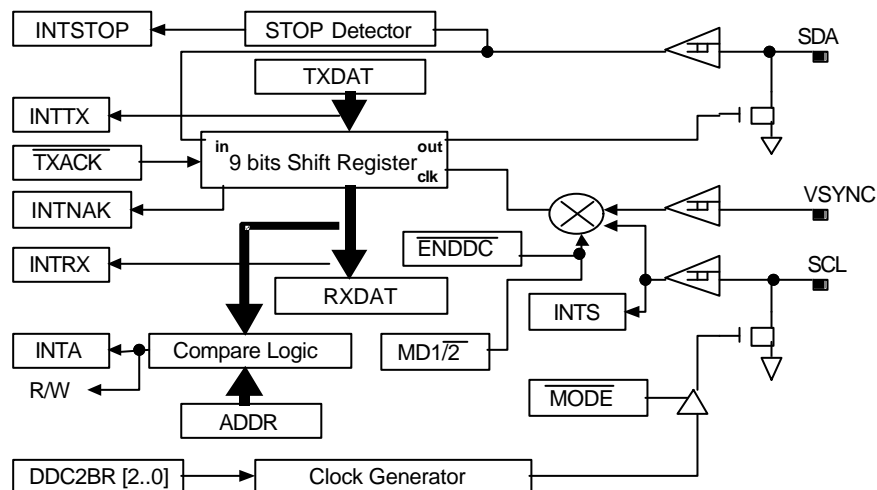 INTSTOP
STOP Detector
SDA
TXDAT
INTTX
in
out
TXACK
9 bits Shift Register
clk
INTNAK
VSYNC
ENDDC
INTRX
SCL
RXDAT
INTS
INTA
Compare Logic
MD1/2
R/W
MODE
ADDR
DDC2BR [2..0]
Clock Generator